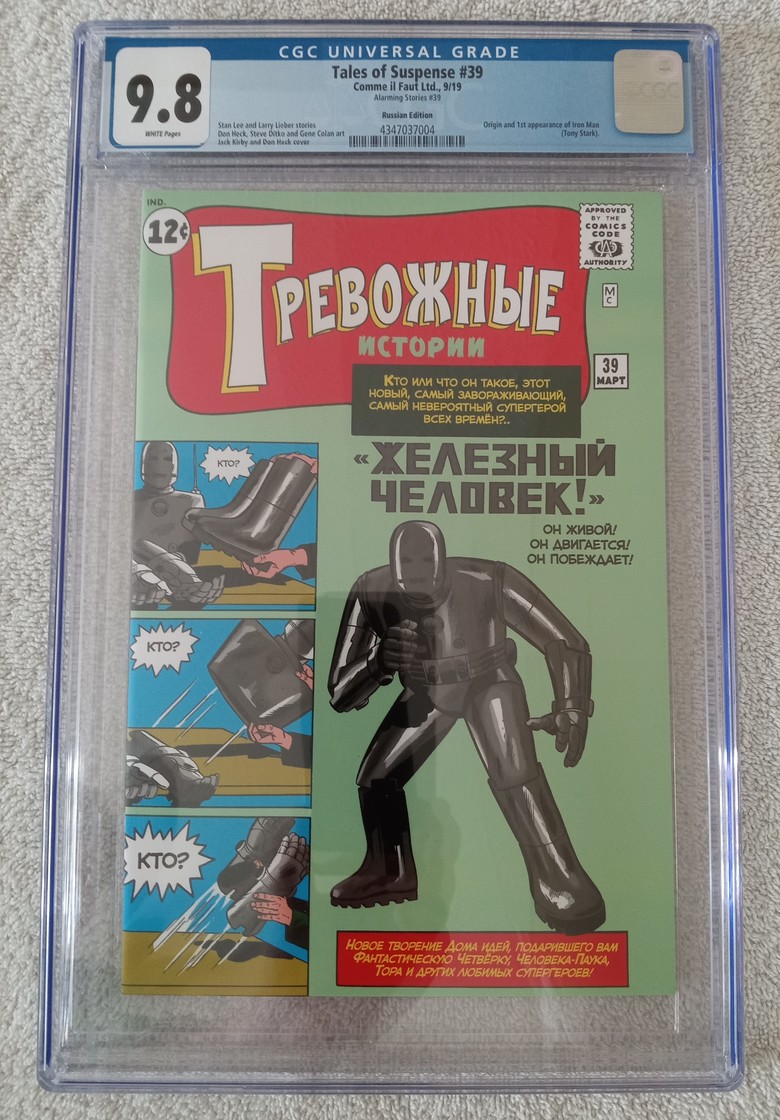 CGC UNIVERSAL GRADE
9.8
WHITE Pages
Tales of Suspense #39
Comme il Faut Ltd., 9/19
Alarming Stories #39
Russian Edition
Stan Lee and Larry Lieber stories
Don Heck, Steve Ditko and Gene Colan art
Jack Kirby and Don Heck cover
4347037004
Origin and 1st appearance of Iron Man
(Tony Stark).
IND.
12¢
APPROVED
BY THE
COMICS
CODE
AUTHORITY
M
C
ТРЕВОЖНЫЕ
ИСТОРИИ
39
МАРТ
КТО ИЛИ ЧТО ОН ТАКОЕ, ЭТОТ
НОВЫЙ, САМЫЙ ЗАВОРАЖИВАЮЩИЙ,
САМЫЙ НЕВЕРОЯТНЫЙ СУПЕРГЕРОЙ
ВСЕХ ВРЕМЁН?..
«ЖЕЛЕЗНЫЙ
ЧЕЛОВЕК!»
ОН ЖИВОЙ!
ОН ДВИГАЕТСЯ!
ОН ПОБЕЖДАЕТ!
КТО?
КТО?
КТО?
НОВОЕ ТВОРЕНИЕ ДОМА ИДЕЙ, ПОДАРИВШЕГО ВАМ
ФАНТАСТИЧЕСКУЮ ЧЕТВЁРКУ, ЧЕЛОВЕКА-ПАУКА,
ТОРА И ДРУГИХ ЛЮБИМЫХ СУПЕРГЕРОЕВ!